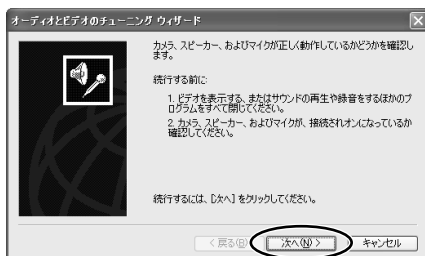 オーディオとビデオのチューニング ウィザード
カメラ、スピーカー、およびマイクが正しく動作しているかどうかを確認し
ます。
続行する前に:
1. ビデオを表示する、またはサウンドの再生や録音をするほかのプ
ログラムをすべて閉じてください。
2. カメラ、スピーカー、およびマイクが、接続されオンになっているか
確認してください。
続行するには、[次へ] をクリックしてください。
< 戻る(B)
次へ(N) >
キャンセル